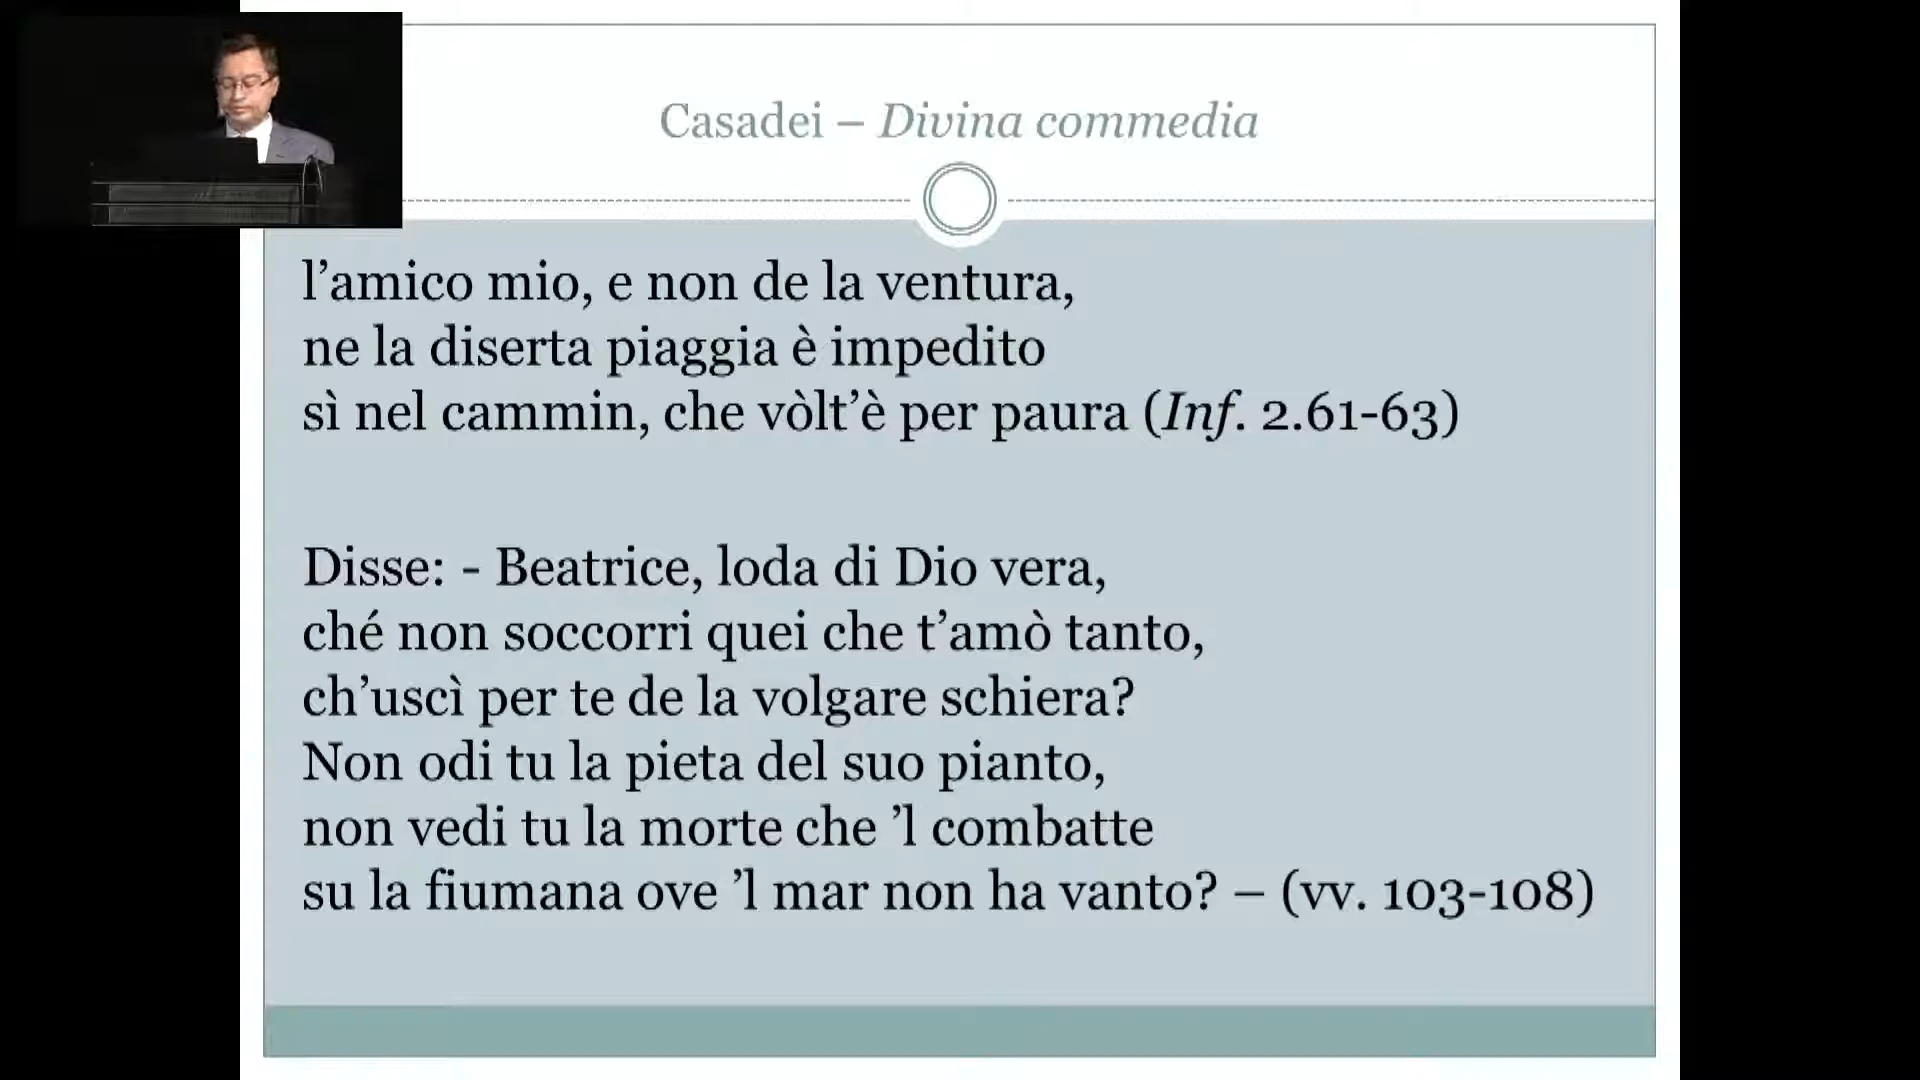 Casadei – Divina commedia
l’amico mio, e non de la ventura,
ne la diserta piaggia è impedito
sì nel cammin, che vòlt’è per paura (Inf. 2.61-63)
Disse: - Beatrice, loda di Dio vera,
ché non soccorri quei che t’amò tanto,
ch’uscì per te de la volgare schiera?
Non odi tu la pieta del suo pianto,
non vedi tu la morte che ’l combatte
su la fiumana ove ’l mar non ha vanto? – (vv. 103-108)